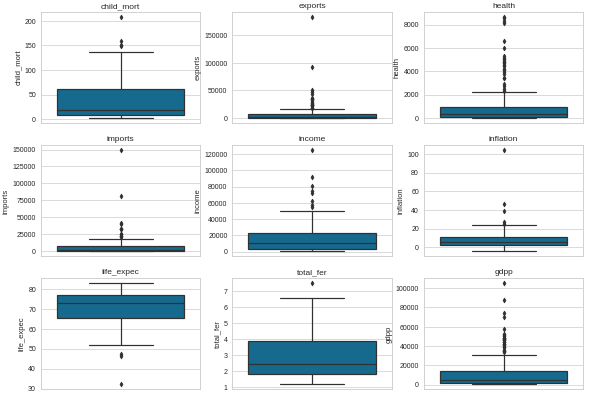 child_mort
child_mort
200
150
100
50
0
exports
exports
150000
100000
50000
0
health
health
8000
6000
4000
2000
0
imports
imports
150000
125000
100000
75000
50000
25000
0
income
income
120000
100000
80000
60000
40000
20000
0
inflation
inflation
100
80
60
40
20
0
life_expec
life_expec
80
70
60
50
40
30
total_fer
total_fer
7
6
5
4
3
2
1
gdpp
gdpp
100000
80000
60000
40000
20000
0